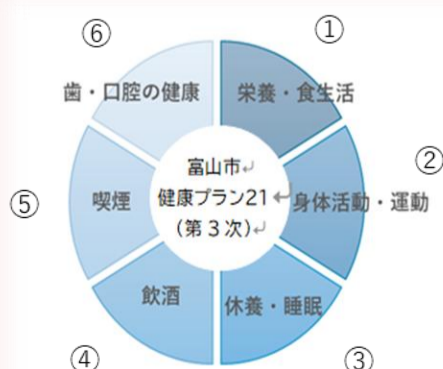 ①
栄養・食生活
②
身体活動・運動
③
休養・睡眠
④
飲酒
⑤
喫煙
⑥
歯・口腔の健康
富山市↵
健康プラン21↵
（第３次）↵